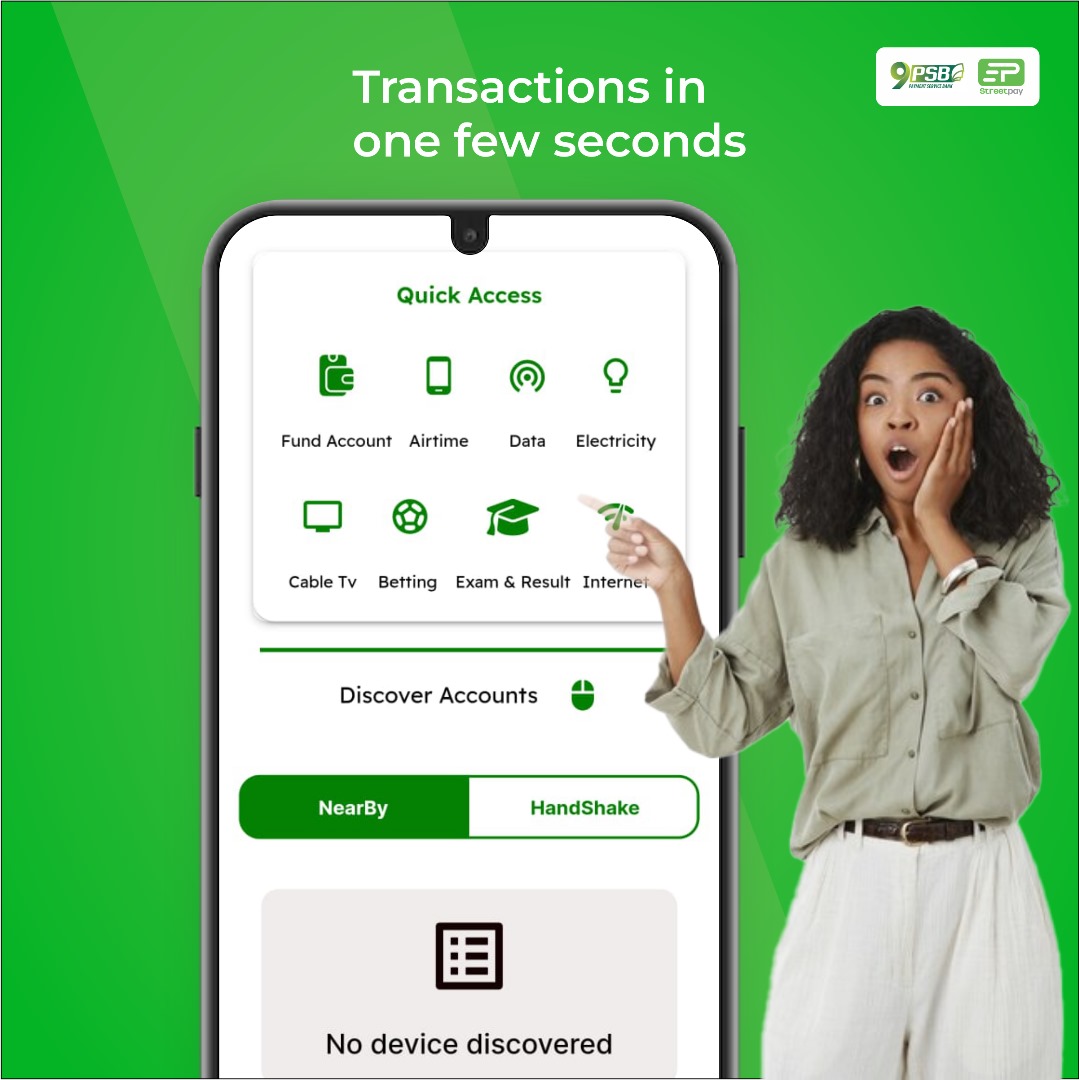 Transactions in
one few seconds
9PSB
PAYMENT SERVICE BANK
Streetpay
Quick Access
Fund Account Airtime Data Electricity
Cable Tv Betting Exam & Result Internet
Discover Accounts
NearBy HandShake
No device discovered